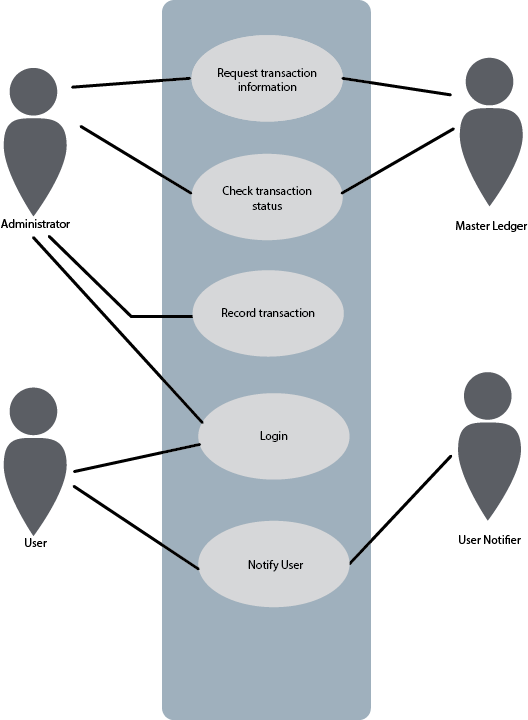 Request transaction
information
Check transaction
status
Administrator
Master Ledger
Record transaction
Login
User
User Notifier
Notify User